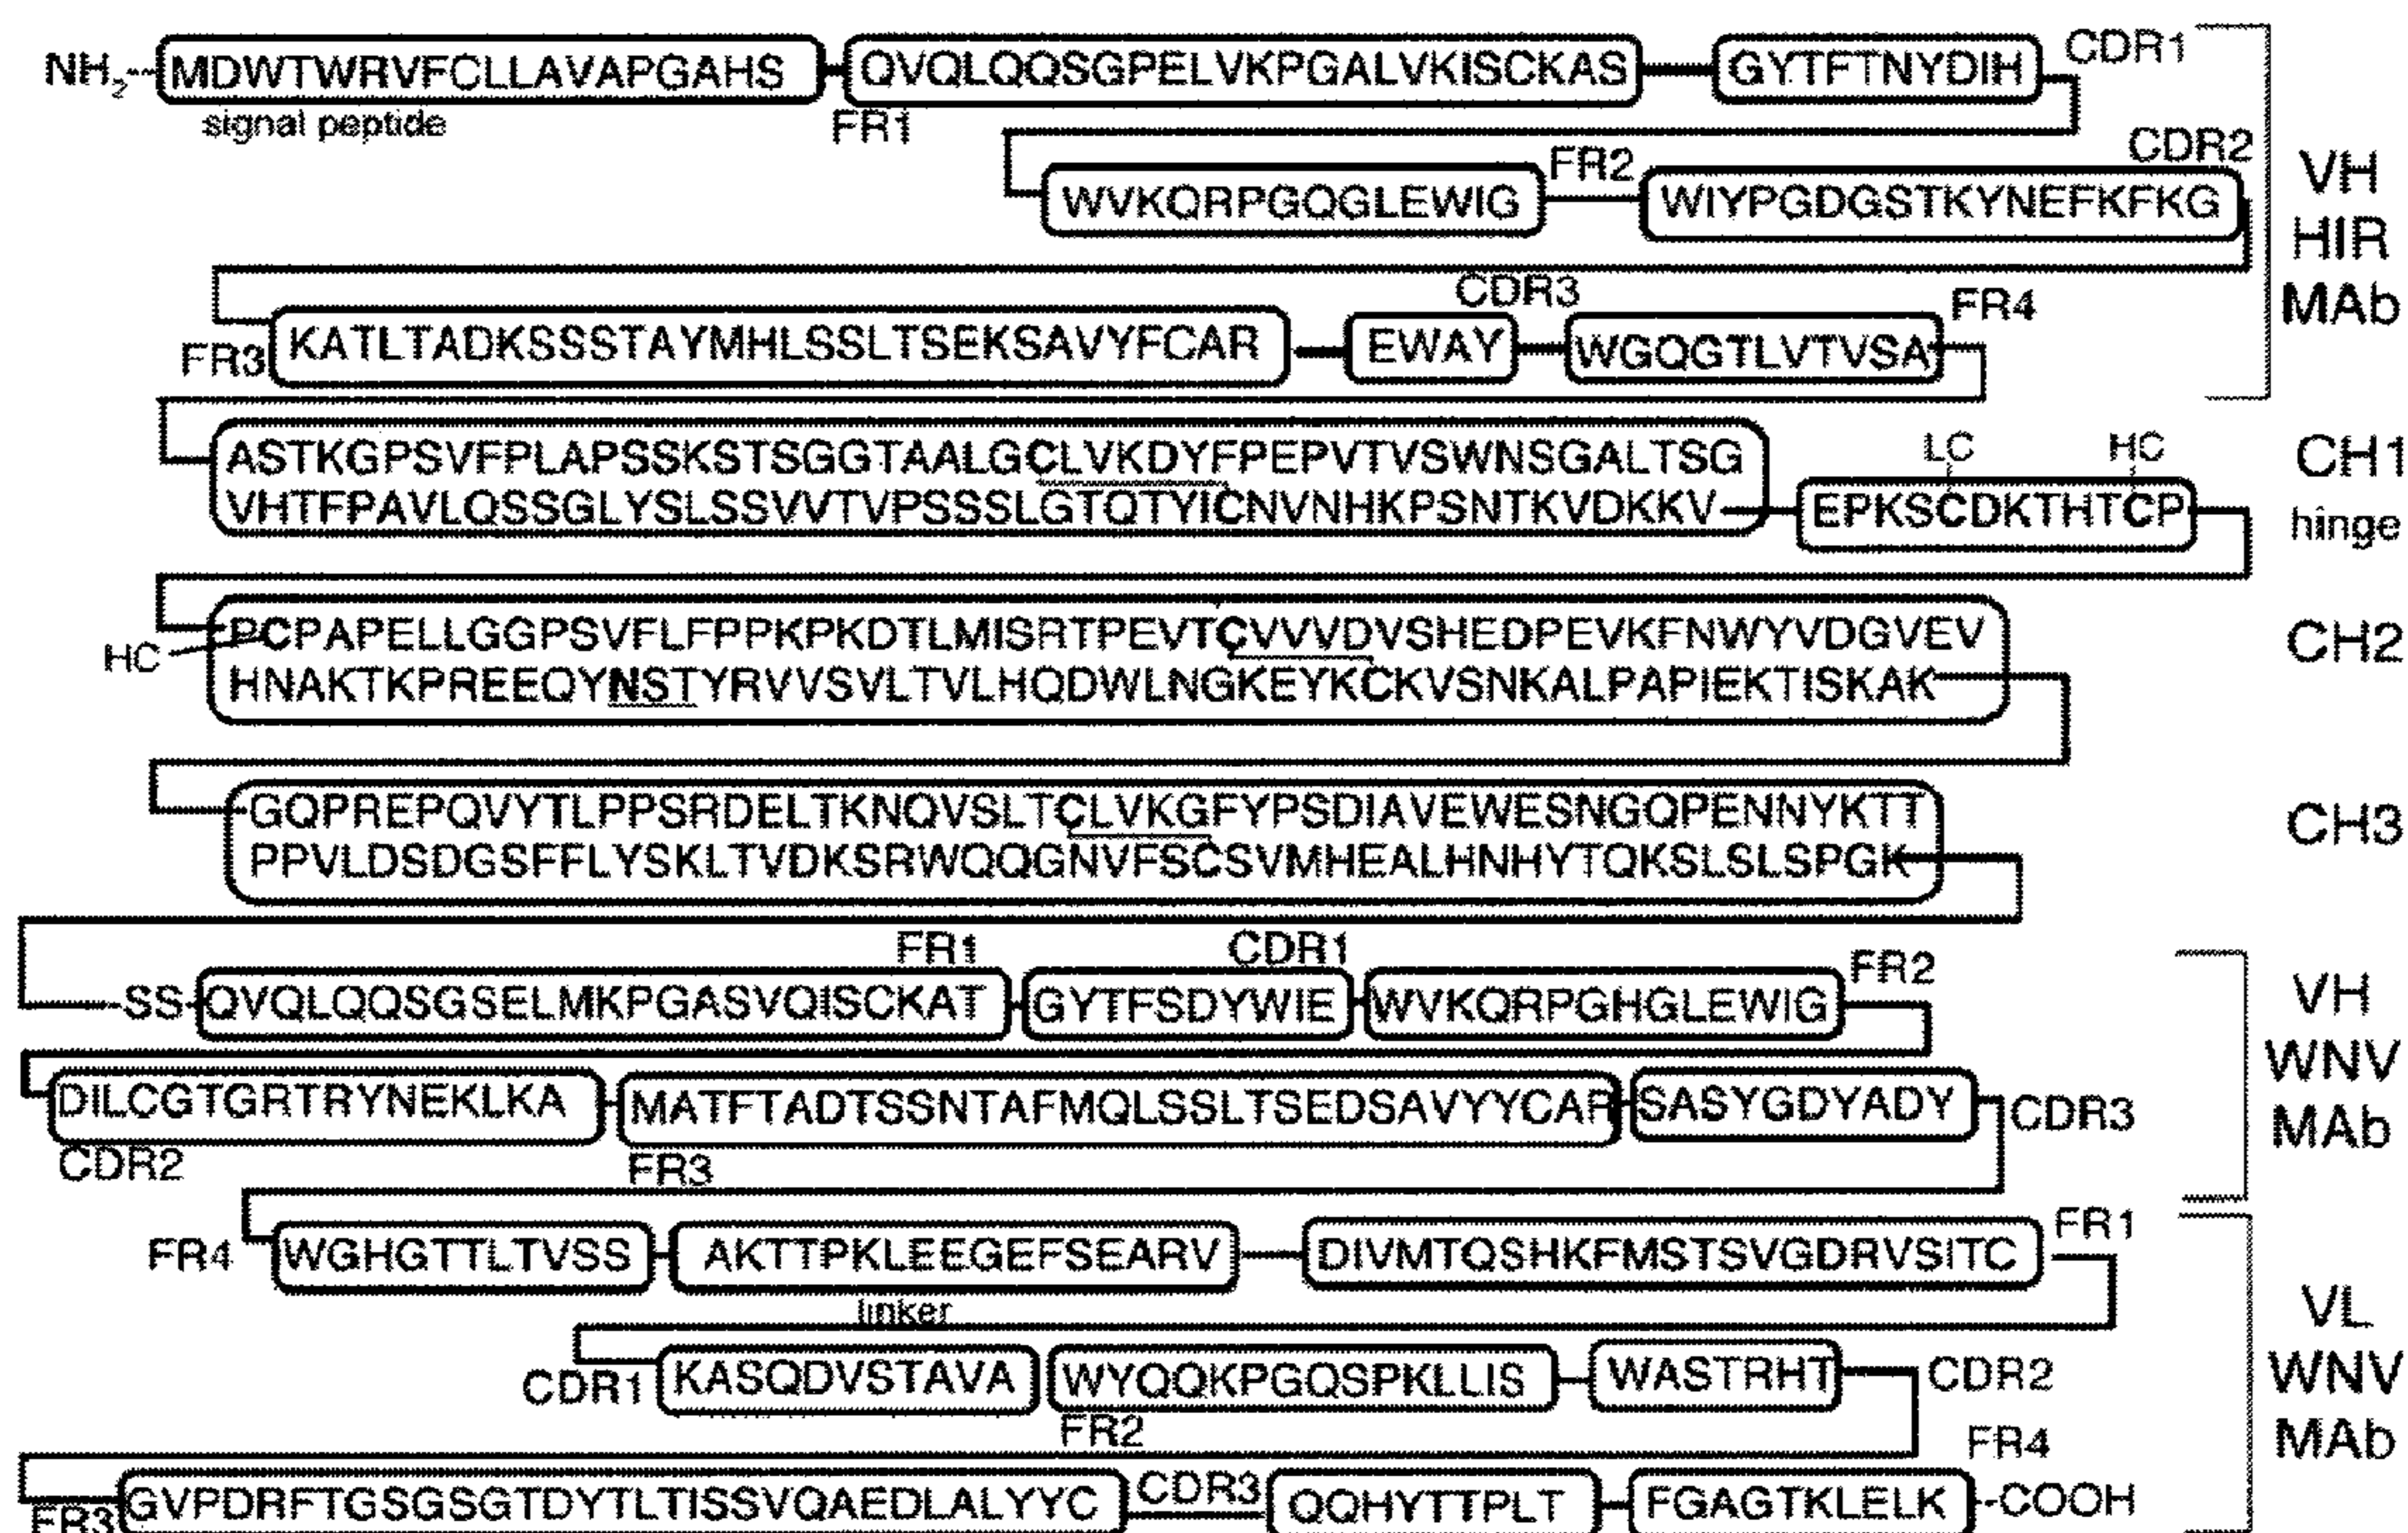 NH2 MDWTWRVFCLLAVAPGAHS QVQLQQSGPELVKPGALVKISCKAS GYTFTNYDIH CDR1
signal peptide FR1
WVKQRPGQGLEWIG FR2 WIYPGDGSTKYNEFKFKG CDR2
VH
HIR
MAb
FR3 KATLTADKSSSTAYMHLSSLTSEKSAVYFCAR CDR3 EWAY WGQGTLVTVSA FR4
ASTKGPSVFPLAPSSKSTSGGTAALGCLVKDYFPEPVTVSWNSGALTSG LC HC CH1
VHTFPAVLQSSGLYSLSSVVTVPSSSLGTQTYICNVNHKPSNTKVDKKV EPKSCDKTHTCP hinge
PCPAPELLGGPSVFLFPPKPKDTLMISRTPEVTCVVVDVSHEDPEVKFNWYVDGVEV CH2
HC
HNAKTKPREEQYNSTYRVVSVLTVLHQDWLNGKEYKCKVSNKALPAPIEKTISKAK
GQPREPQVYTLPPSRDELTKNQVSLTCLVKGFYPSDIAVEWESNGQPENNYKTT CH3
PPVLDSDGSFFLYSKLTVDKSRWQQGNVFSCSVMHEALHNHYTQKSLSLSPGK
FR1 CDR1 FR2
SS QVQLQQSGSELMKPGASVQISCKAT GYTFSDYWIE WVKQRPGHGLEWIG
VH
WNV
MAb
DILCGTGRTRYNEKLKA MATFTADTSSNTAFMQLSSLTSEDSAVYYCAR SASYGDYADY CDR3
CDR2 FR3
FR4 WGHGTTLTVSS AKTTPKLEEGEFSEARV DIVMTQSHKFMSTSVGDRVSITC FR1
linker
VL
WNV
MAb
CDR1 KASQDVSTAVA WYQQKPGQSPKLLIS WASTRHT CDR2
FR2 FR4
FR3 GVPDRFTGSGSGTDYTLTISSVQAEDLALYYC CDR3 QQHYTTPLT FGAGTKLELK --COOH